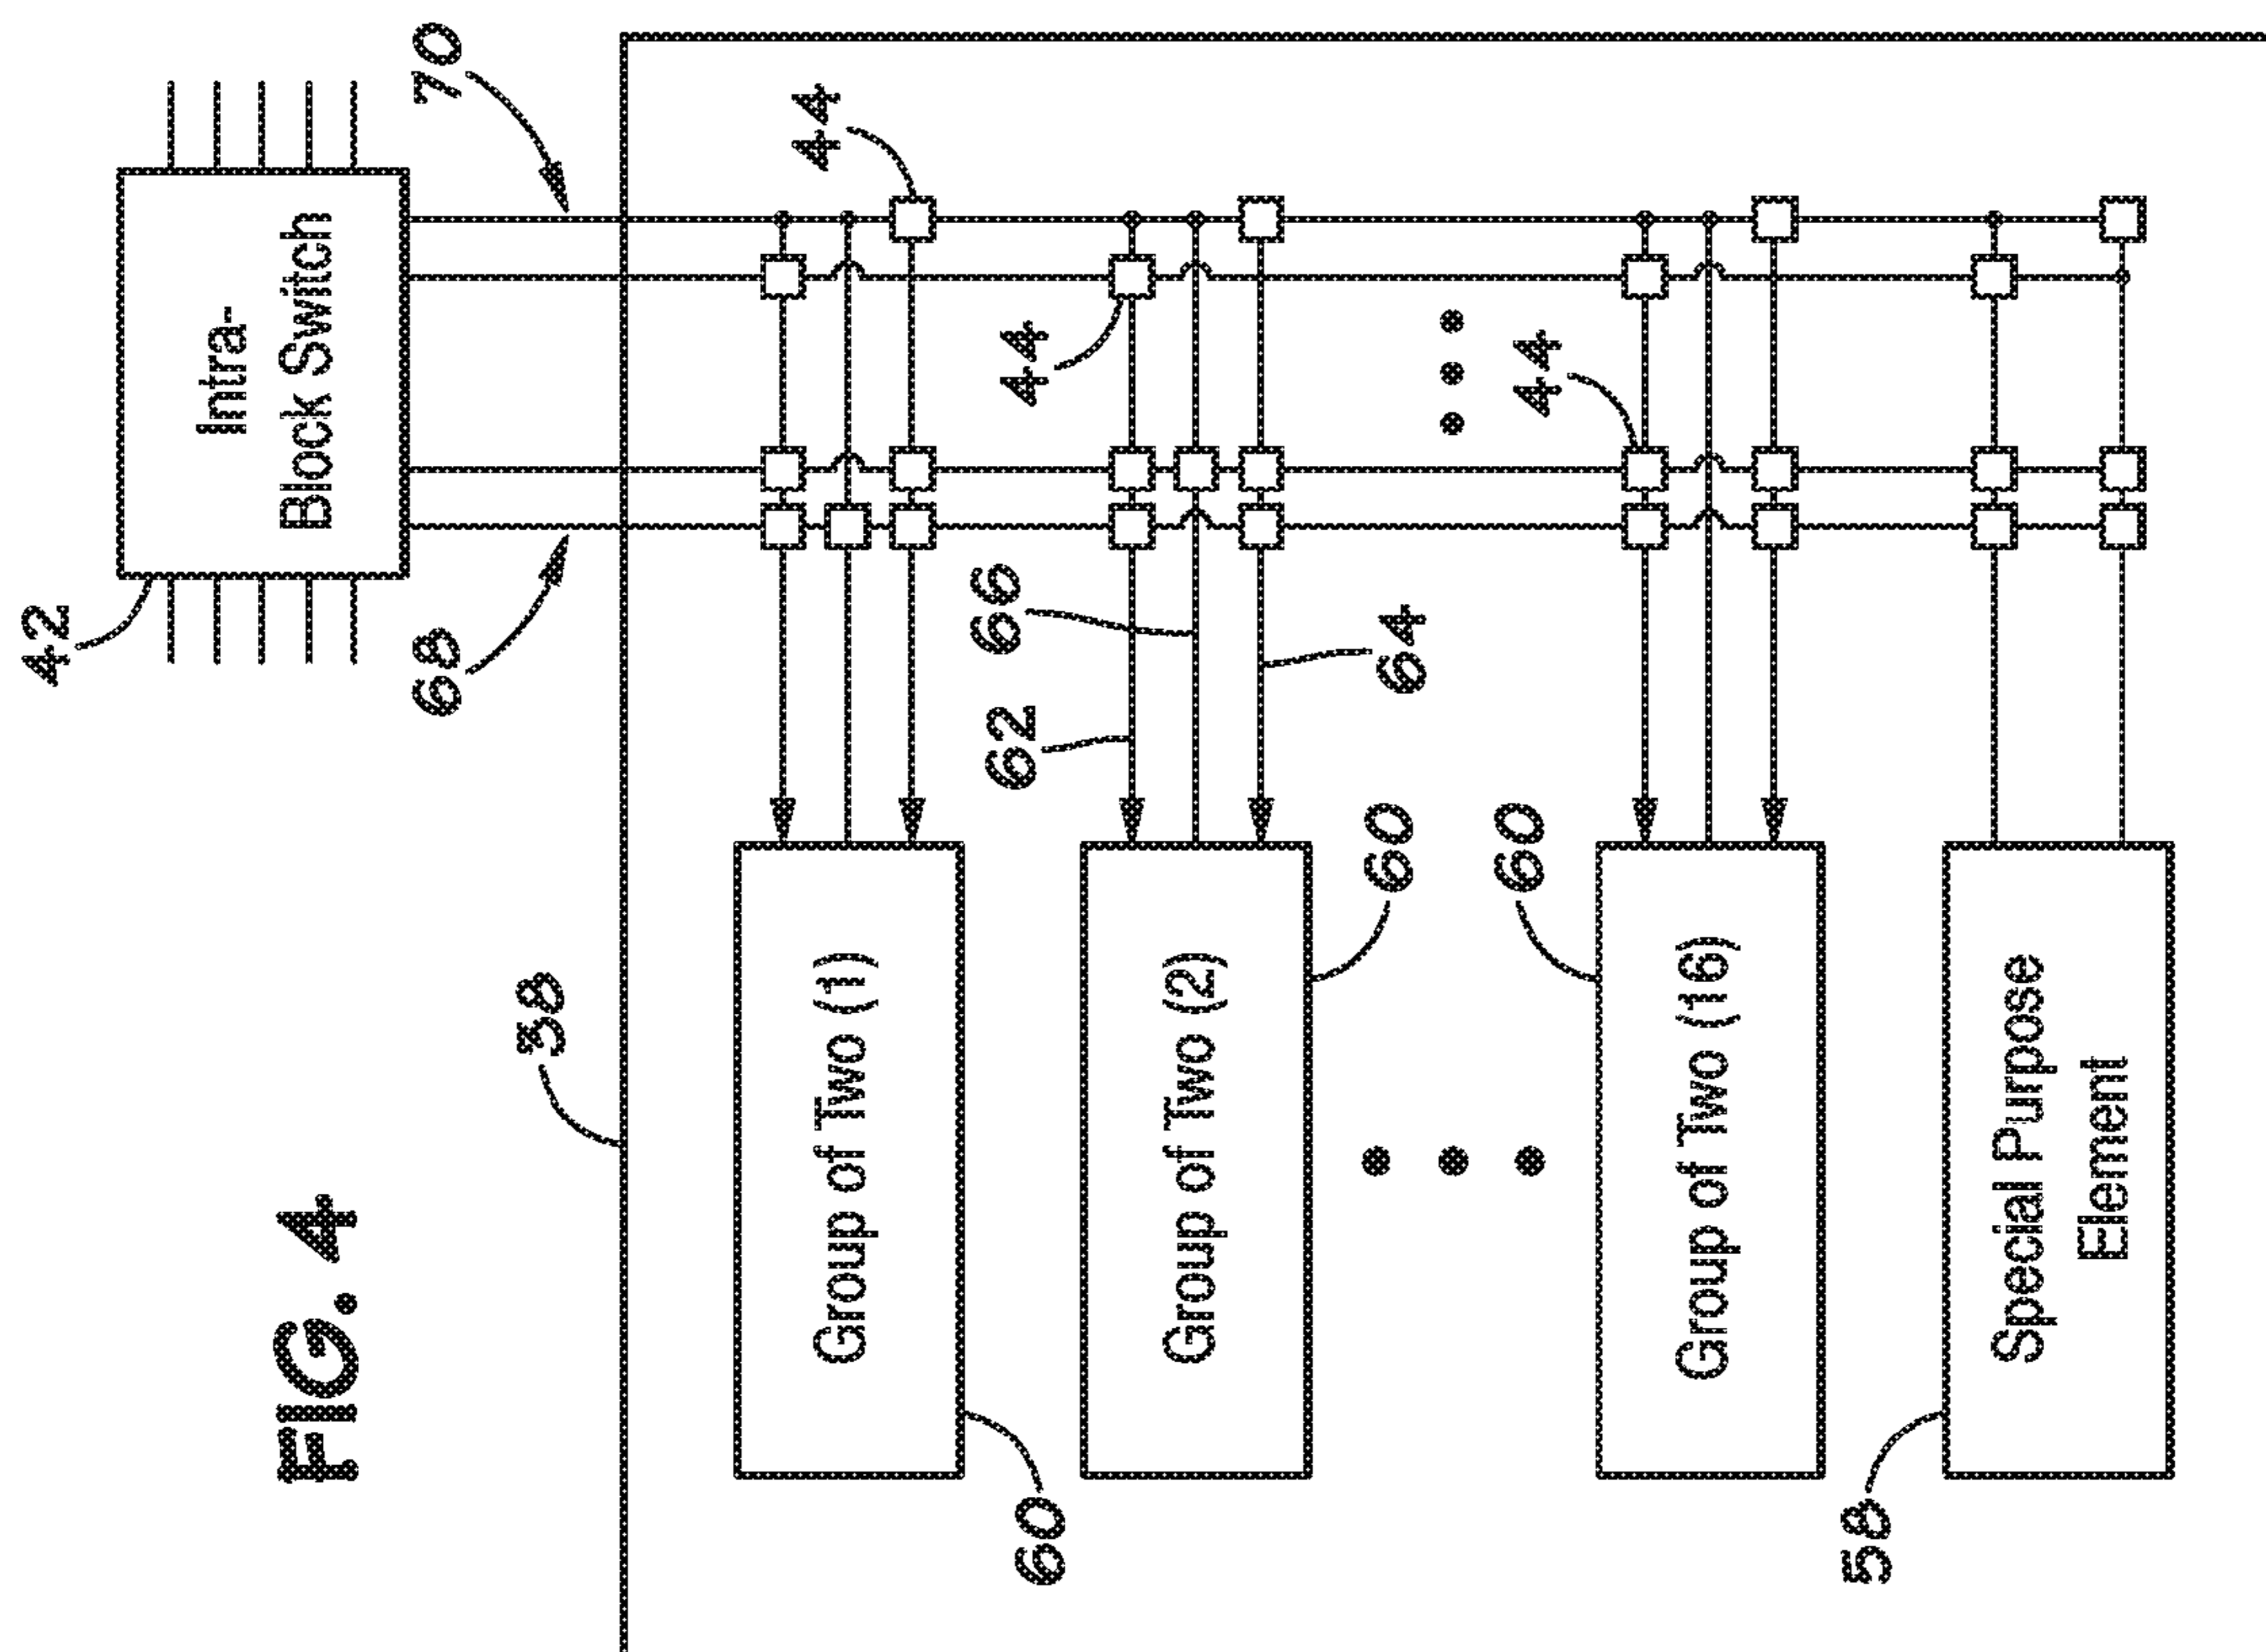 FIG. 4
42
Intra-
Block Switch
68
70
38
44
Group of Two (1)
60
44
62
66
64
Group of Two (2)
60
44
60
Group of Two (16)
58
Special Purpose
Element